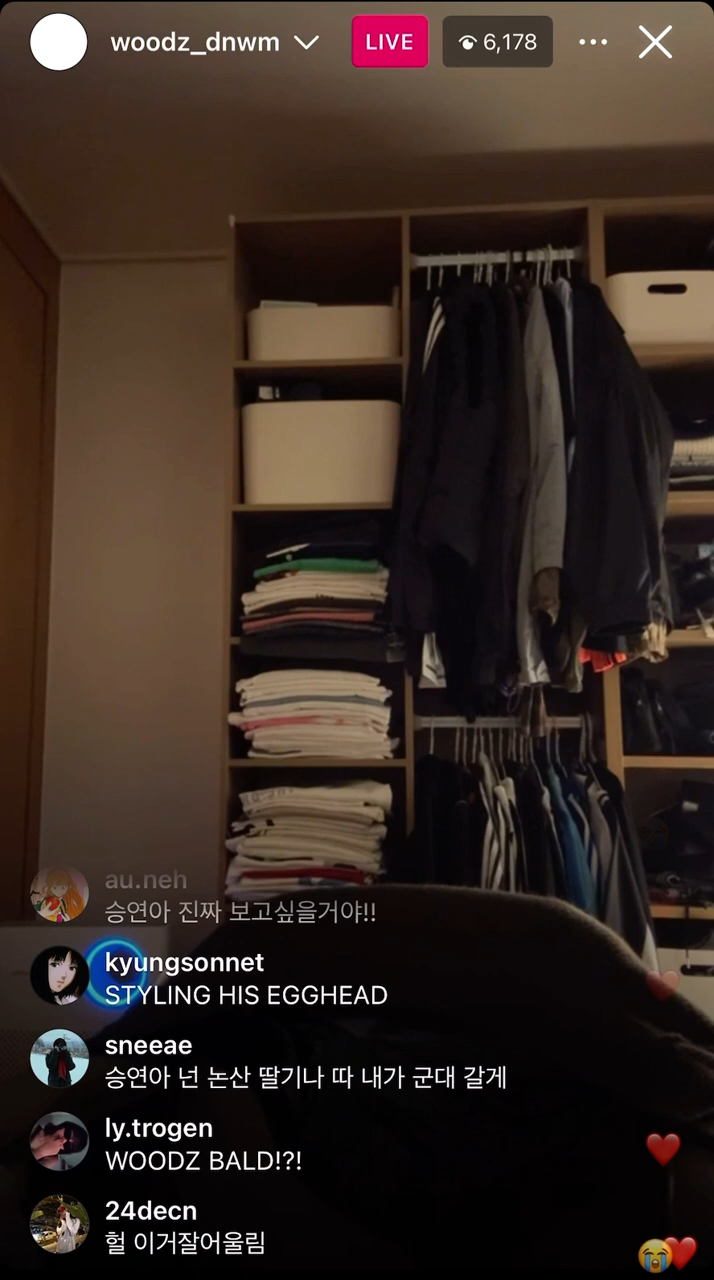 woodz_dnwm
LIVE
6,178
au.neh
승연아 진짜 보고싶을거야!!
kyungsonnet
STYLING HIS EGGHEAD
sneeae
승연아 넌 논산 딸기나 따 내가 군대 갈게
ly.trogen
WOODZ BALD!?!
24decn
헐 이거잘어울림